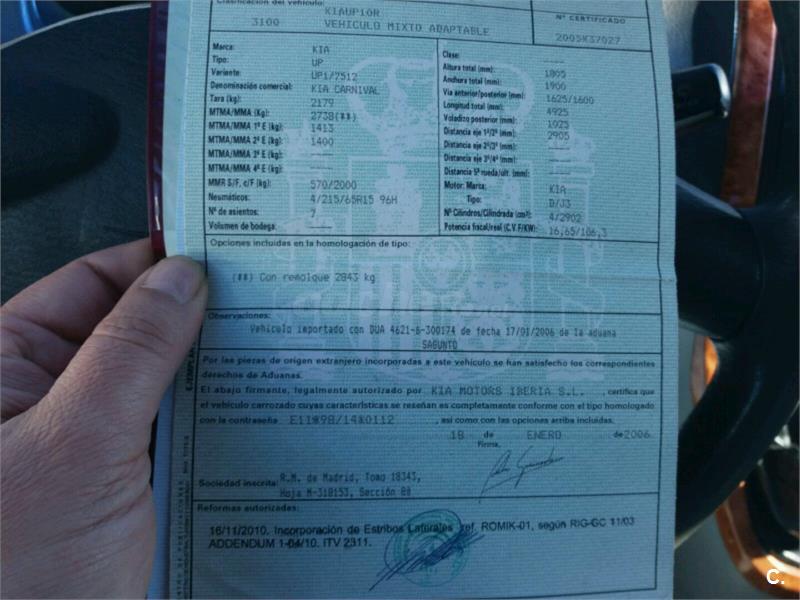 Clasificación del vehículo:
KIAUP10R
3100 VEHICULO MIXTO ADAPTABLE
Nº CERTIFICADO
2005K37027
Marca: KIA
Tipo: UP
Variante: UP1/7512
Denominación comercial: KIA CARNIVAL
Tara (kg): 2179
MTMA/MMA (Kg): 2738(**)
MTMA/MMA 1º E (kg): 1413
MTMA/MMA 2º E (kg): 1400
MTMA/MMA 3º E (kg): -----
MTMA/MMA 4º E (kg): -----
MMR S/F, c/F (kg): 570/2000
Neumáticos: 4/215/65R15 96H
Nº de asientos: 7
Volumen de bodega: -----
Clase: -----
Altura total (mm): 1805
Anchura total (mm): 1900
Via anterior/posterior (mm): 1625/1600
Longitud total (mm): 4925
Voladizo posterior (mm): 1025
Distancia eje 1º/2º (mm): 2905
Distancia eje 2º/3º (mm): -----
Distancia eje 3º/4º (mm): -----
Distancia 5ª rueda/ult. (mm): -----
Motor: Marca: KIA
Tipo: D/J3
Nº Cilindros/Cilindrada (cm³): 4/2902
Potencia fiscal/real (C.V.F/KW): 16,65/106,3
Opciones incluidas en la homologación de tipo:
(**) Con remolque 2843 kg
Observaciones:
Vehiculo importado con DUA 4621-6-300174 de fecha 17/01/2006 de la aduana
SAGUNTO
Por las piezas de origen extranjero incorporadas a este vehículo se han satisfecho los correspondientes
derechos de Aduanas.
El abajo firmante, legalmente autorizado por KIA MOTORS IBERIA S.L. , certifica que
el vehículo carrozado cuyas características se reseñan es completamente conforme con el tipo homologado
con la contraseña E11*98/14*0112 , así como con las opciones arriba incluidas.
18 de ENERO de 2006
Firma,
Sociedad inscrita: R.M. de Madrid, Tomo 18343,
Hoja M-318153, Sección 8ª
Reformas autorizadas:
16/11/2010. Incorporación de Estribos Laterales ref. ROMIK-01, según RIG-GC 11/03
ADDENDUM 1-04/10. ITV 2311.
EJEMPLAR
C.